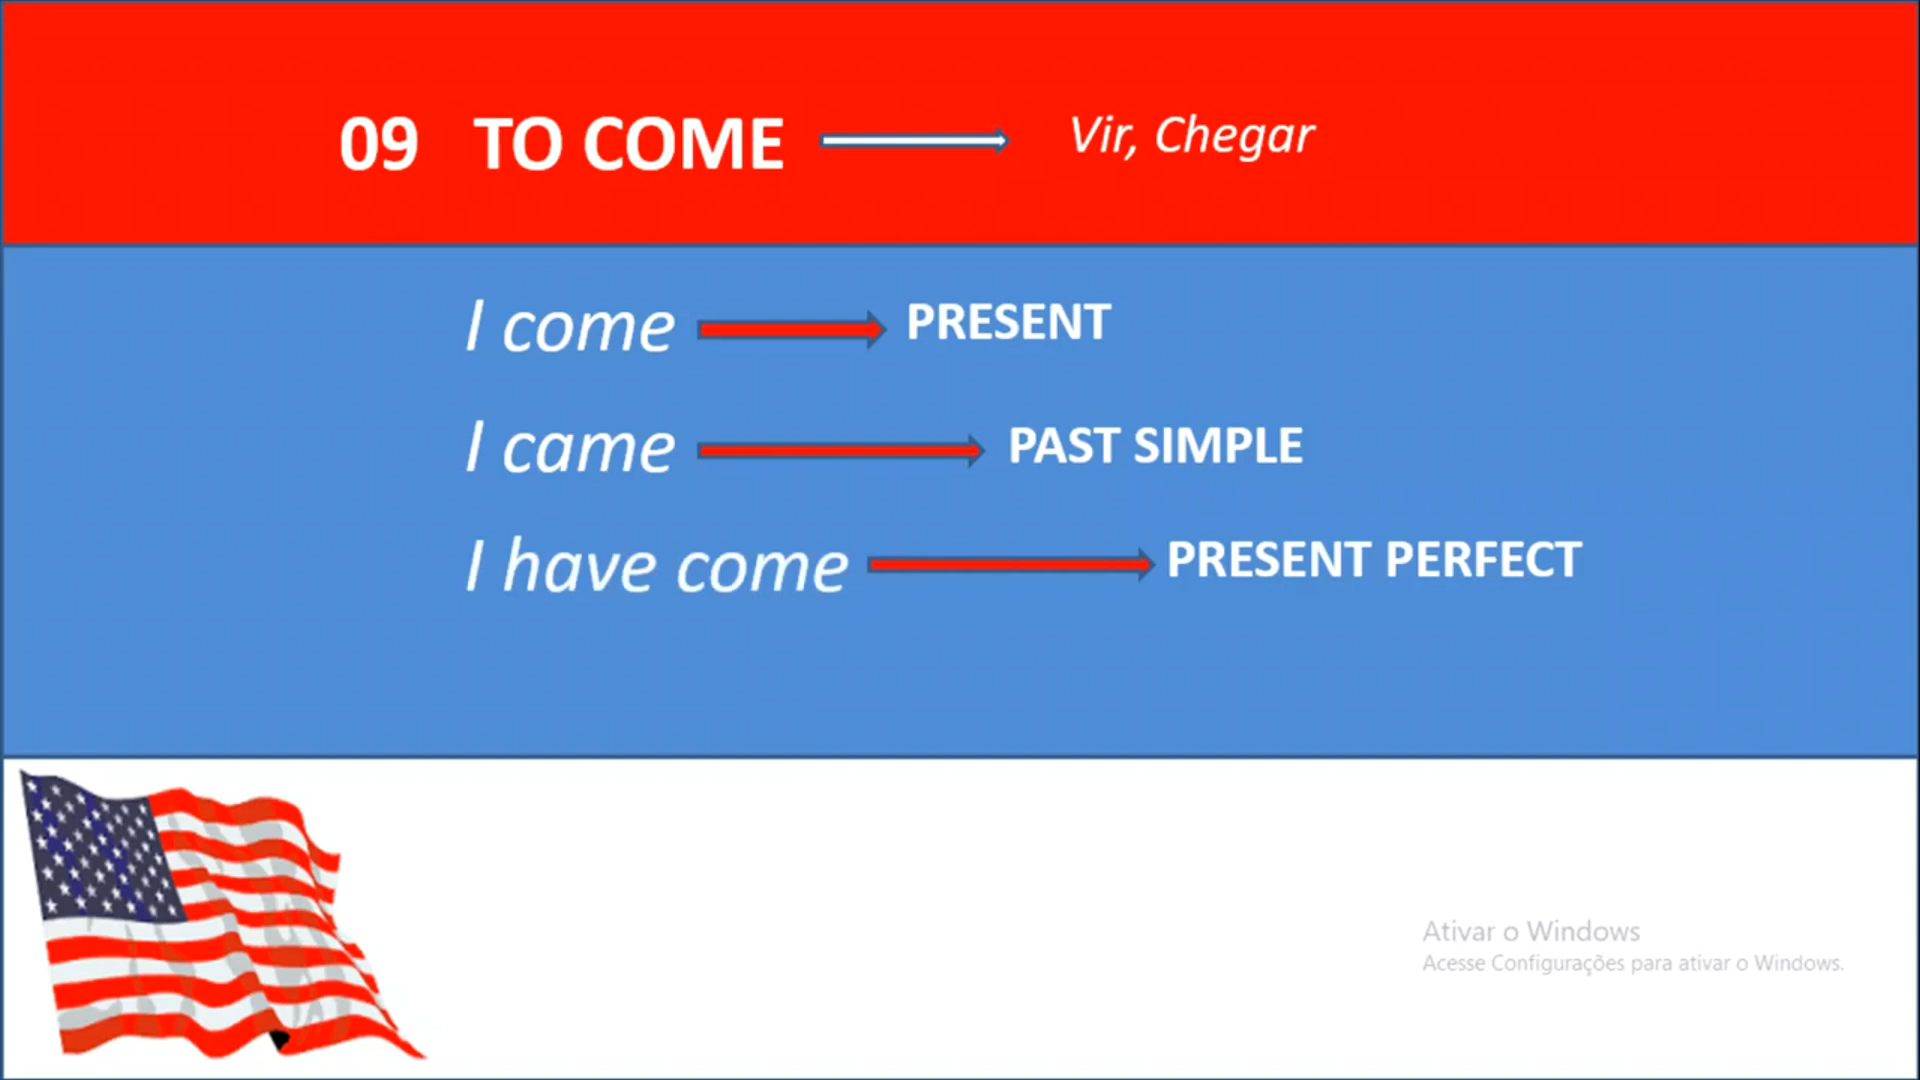 09 TO COME Vir, Chegar
I come PRESENT
I came PAST SIMPLE
I have come PRESENT PERFECT
Ativar o Windows
Acesse Configurações para ativar o Windows.